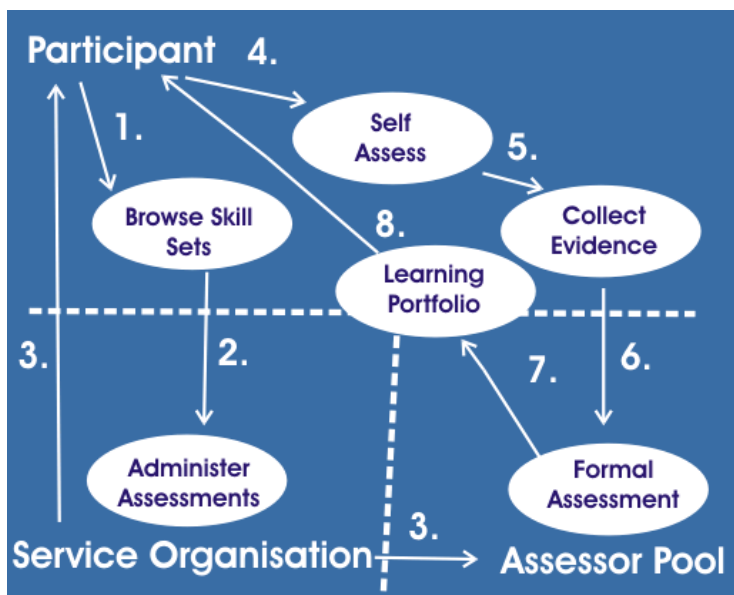 Participant
4.
1.
Self
Assess
5.
Browse Skill
Sets
8.
Collect
Evidence
Learning
Portfolio
3.
2.
7.
6.
Administer
Assessments
Formal
Assessment
3.
Service Organisation
Assessor Pool